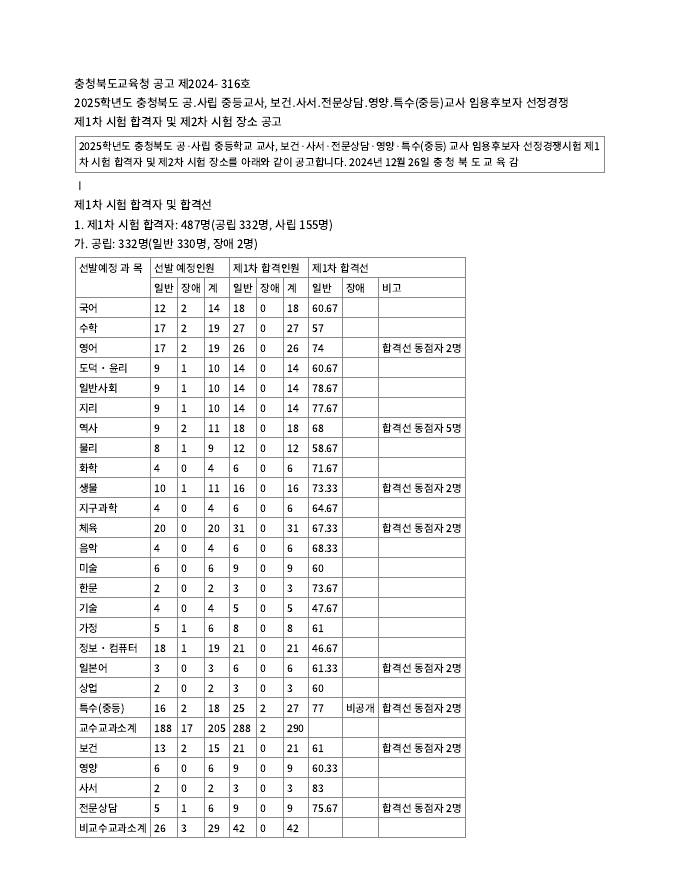 충청북도교육청 공고 제2024- 316호
2025학년도 충청북도 공.사립 중등교사, 보건.사서.전문상담.영양.특수(중등)교사 임용후보자 선정경쟁
제1차 시험 합격자 및 제2차 시험 장소 공고
2025학년도 충청북도 공·사립 중등학교 교사, 보건·사서·전문상담·영양·특수(중등) 교사 임용후보자 선정경쟁시험 제1
차 시험 합격자 및 제2차 시험 장소를 아래와 같이 공고합니다. 2024년 12월 26일 충 청 북 도 교 육 감
ㅣ
제1차 시험 합격자 및 합격선
1. 제1차 시험 합격자: 487명(공립 332명, 사립 155명)
가. 공립: 332명(일반 330명, 장애 2명)
선발예정 과 목 선발 예정인원 제1차 합격인원 제1차 합격선
일반 장애 계 일반 장애 계 일반 장애 비고
국어 12 2 14 18 0 18 60.67
수학 17 2 19 27 0 27 57
영어 17 2 19 26 0 26 74 합격선 동점자 2명
도덕·윤리 9 1 10 14 0 14 60.67
일반사회 9 1 10 14 0 14 78.67
지리 9 1 10 14 0 14 77.67
역사 9 2 11 18 0 18 68 합격선 동점자 5명
물리 8 1 9 12 0 12 58.67
화학 4 0 4 6 0 6 71.67
생물 10 1 11 16 0 16 73.33 합격선 동점자 2명
지구과학 4 0 4 6 0 6 64.67
체육 20 0 20 31 0 31 67.33 합격선 동점자 2명
음악 4 0 4 6 0 6 68.33
미술 6 0 6 9 0 9 60
한문 2 0 2 3 0 3 73.67
기술 4 0 4 5 0 5 47.67
가정 5 1 6 8 0 8 61
정보·컴퓨터 18 1 19 21 0 21 46.67
일본어 3 0 3 6 0 6 61.33 합격선 동점자 2명
상업 2 0 2 3 0 3 60
특수(중등) 16 2 18 25 2 27 77 비공개 합격선 동점자 2명
교수교과소계 188 17 205 288 2 290
보건 13 2 15 21 0 21 61 합격선 동점자 2명
영양 6 0 6 9 0 9 60.33
사서 2 0 2 3 0 3 83
전문상담 5 1 6 9 0 9 75.67 합격선 동점자 2명
비교수교과소계 26 3 29 42 0 42